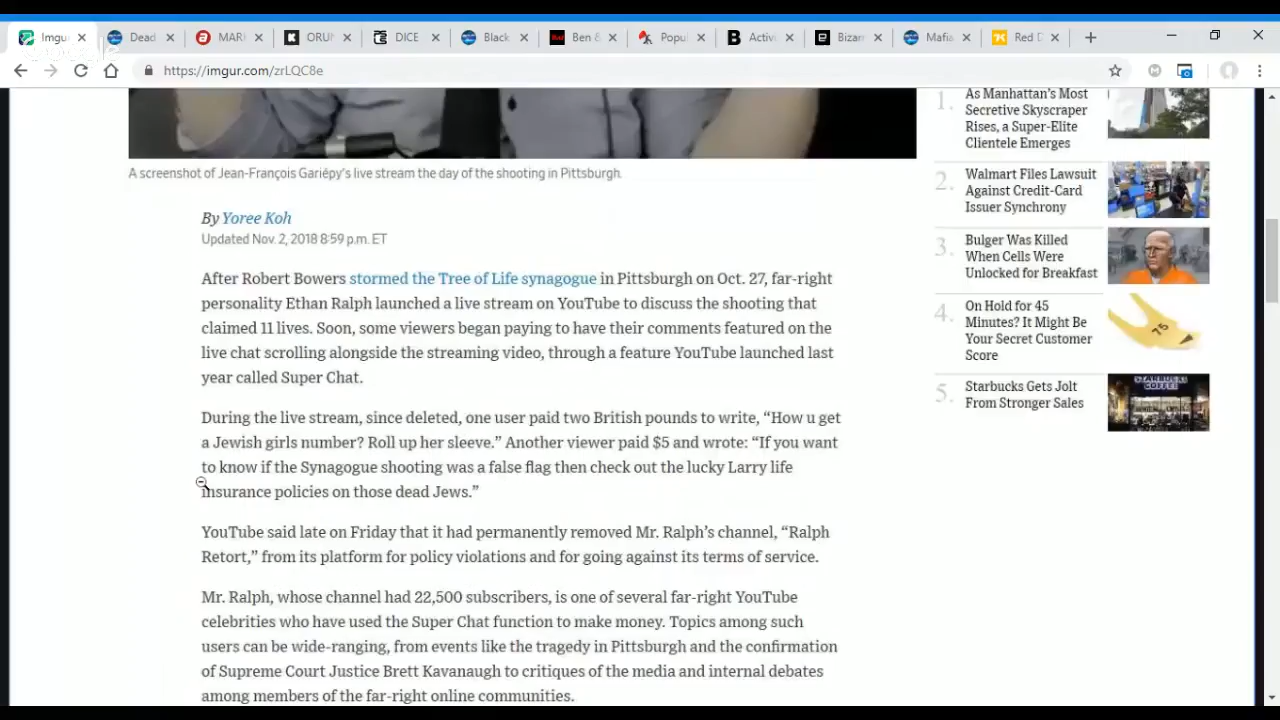 Imgur
Dead
MARK
ORUN
DICE
Black
Ben &
Popul
Activi
Bizarr
Mafia
Red D
https://imgur.com/zrLQC8e
A screenshot of Jean-François Gariépy's live stream the day of the shooting in Pittsburgh.
By Yoree Koh
Updated Nov. 2, 2018 8:59 p.m. ET
After Robert Bowers stormed the Tree of Life synagogue in Pittsburgh on Oct. 27, far-right
personality Ethan Ralph launched a live stream on YouTube to discuss the shooting that
claimed 11 lives. Soon, some viewers began paying to have their comments featured on the
live chat scrolling alongside the streaming video, through a feature YouTube launched last
year called Super Chat.
During the live stream, since deleted, one user paid two British pounds to write, “How u get
a Jewish girls number? Roll up her sleeve.” Another viewer paid $5 and wrote: “If you want
to know if the Synagogue shooting was a false flag then check out the lucky Larry life
insurance policies on those dead Jews.”
YouTube said late on Friday that it had permanently removed Mr. Ralph’s channel, “Ralph
Retort,” from its platform for policy violations and for going against its terms of service.
Mr. Ralph, whose channel had 22,500 subscribers, is one of several far-right YouTube
celebrities who have used the Super Chat function to make money. Topics among such
users can be wide-ranging, from events like the tragedy in Pittsburgh and the confirmation
of Supreme Court Justice Brett Kavanaugh to critiques of the media and internal debates
among members of the far-right online communities.
1. As Manhattan's Most
Secretive Skyscraper
Rises, a Super-Elite
Clientele Emerges
2. Walmart Files Lawsuit
Against Credit-Card
Issuer Synchrony
3. Bulger Was Killed
When Cells Were
Unlocked for Breakfast
4. On Hold for 45
Minutes? It Might Be
Your Secret Customer
Score
75
5. Starbucks Gets Jolt
From Stronger Sales
STARBUCKS
COFFEE